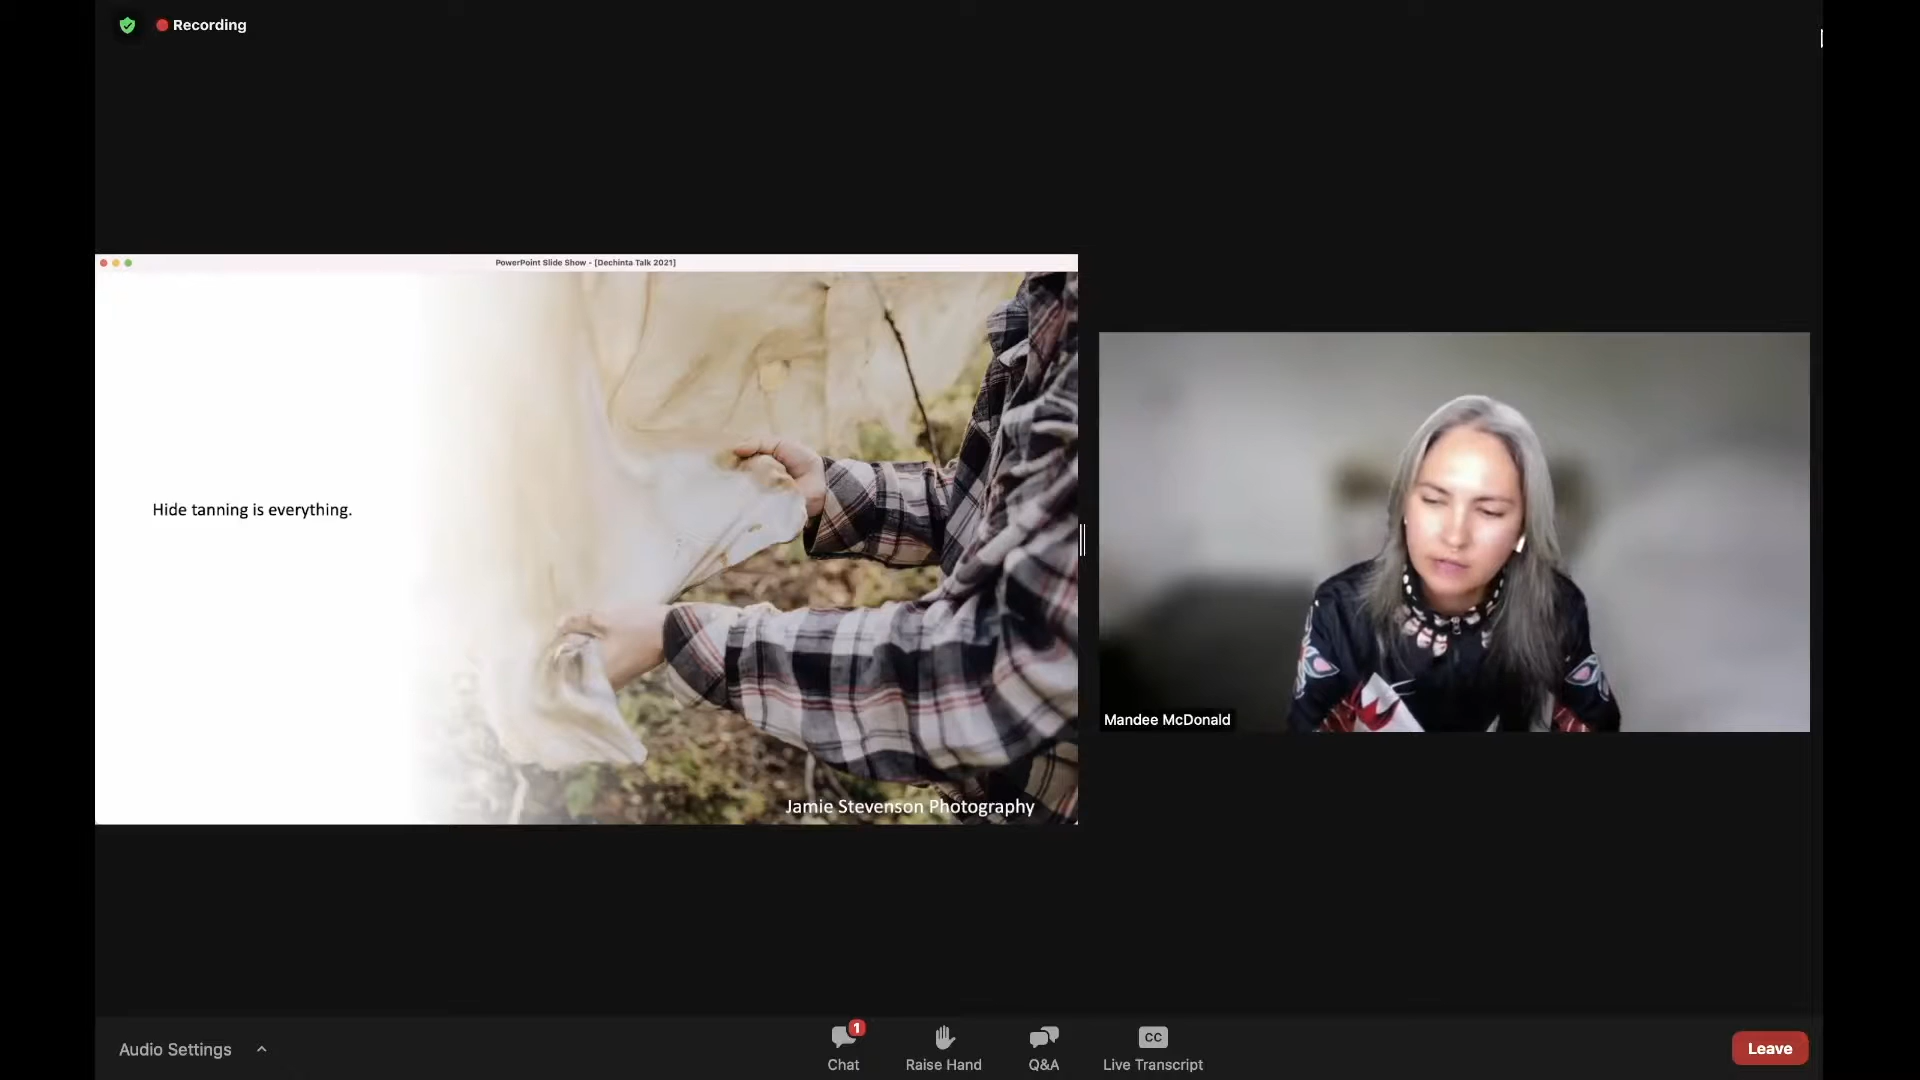 Recording
PowerPoint Slide Show - [Dechinta Talk 2021]
Hide tanning is everything.
Jamie Stevenson Photography
Mandee McDonald
Audio Settings
1
Chat
Raise Hand
Q&A
CC
Live Transcript
Leave